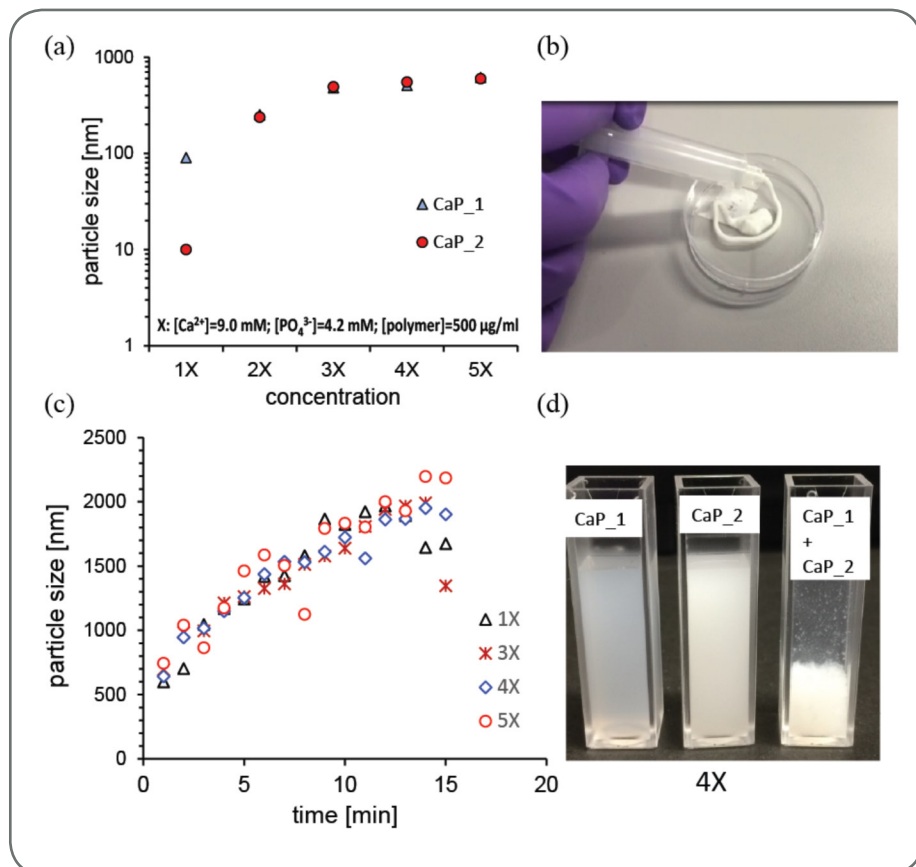 (a)
1000
100
10
1
particle size [nm]
CaP_1
CaP_2
X: [Ca²⁺]=9.0 mM; [PO₄³⁻]=4.2 mM; [polymer]=500 µg/ml
1X 2X 3X 4X 5X
concentration
(b)
(c)
2500
2000
1500
1000
500
0
particle size [nm]
1X
3X
4X
5X
0 5 10 15 20
time [min]
(d)
CaP_1
CaP_2
CaP_1
+
CaP_2
4X